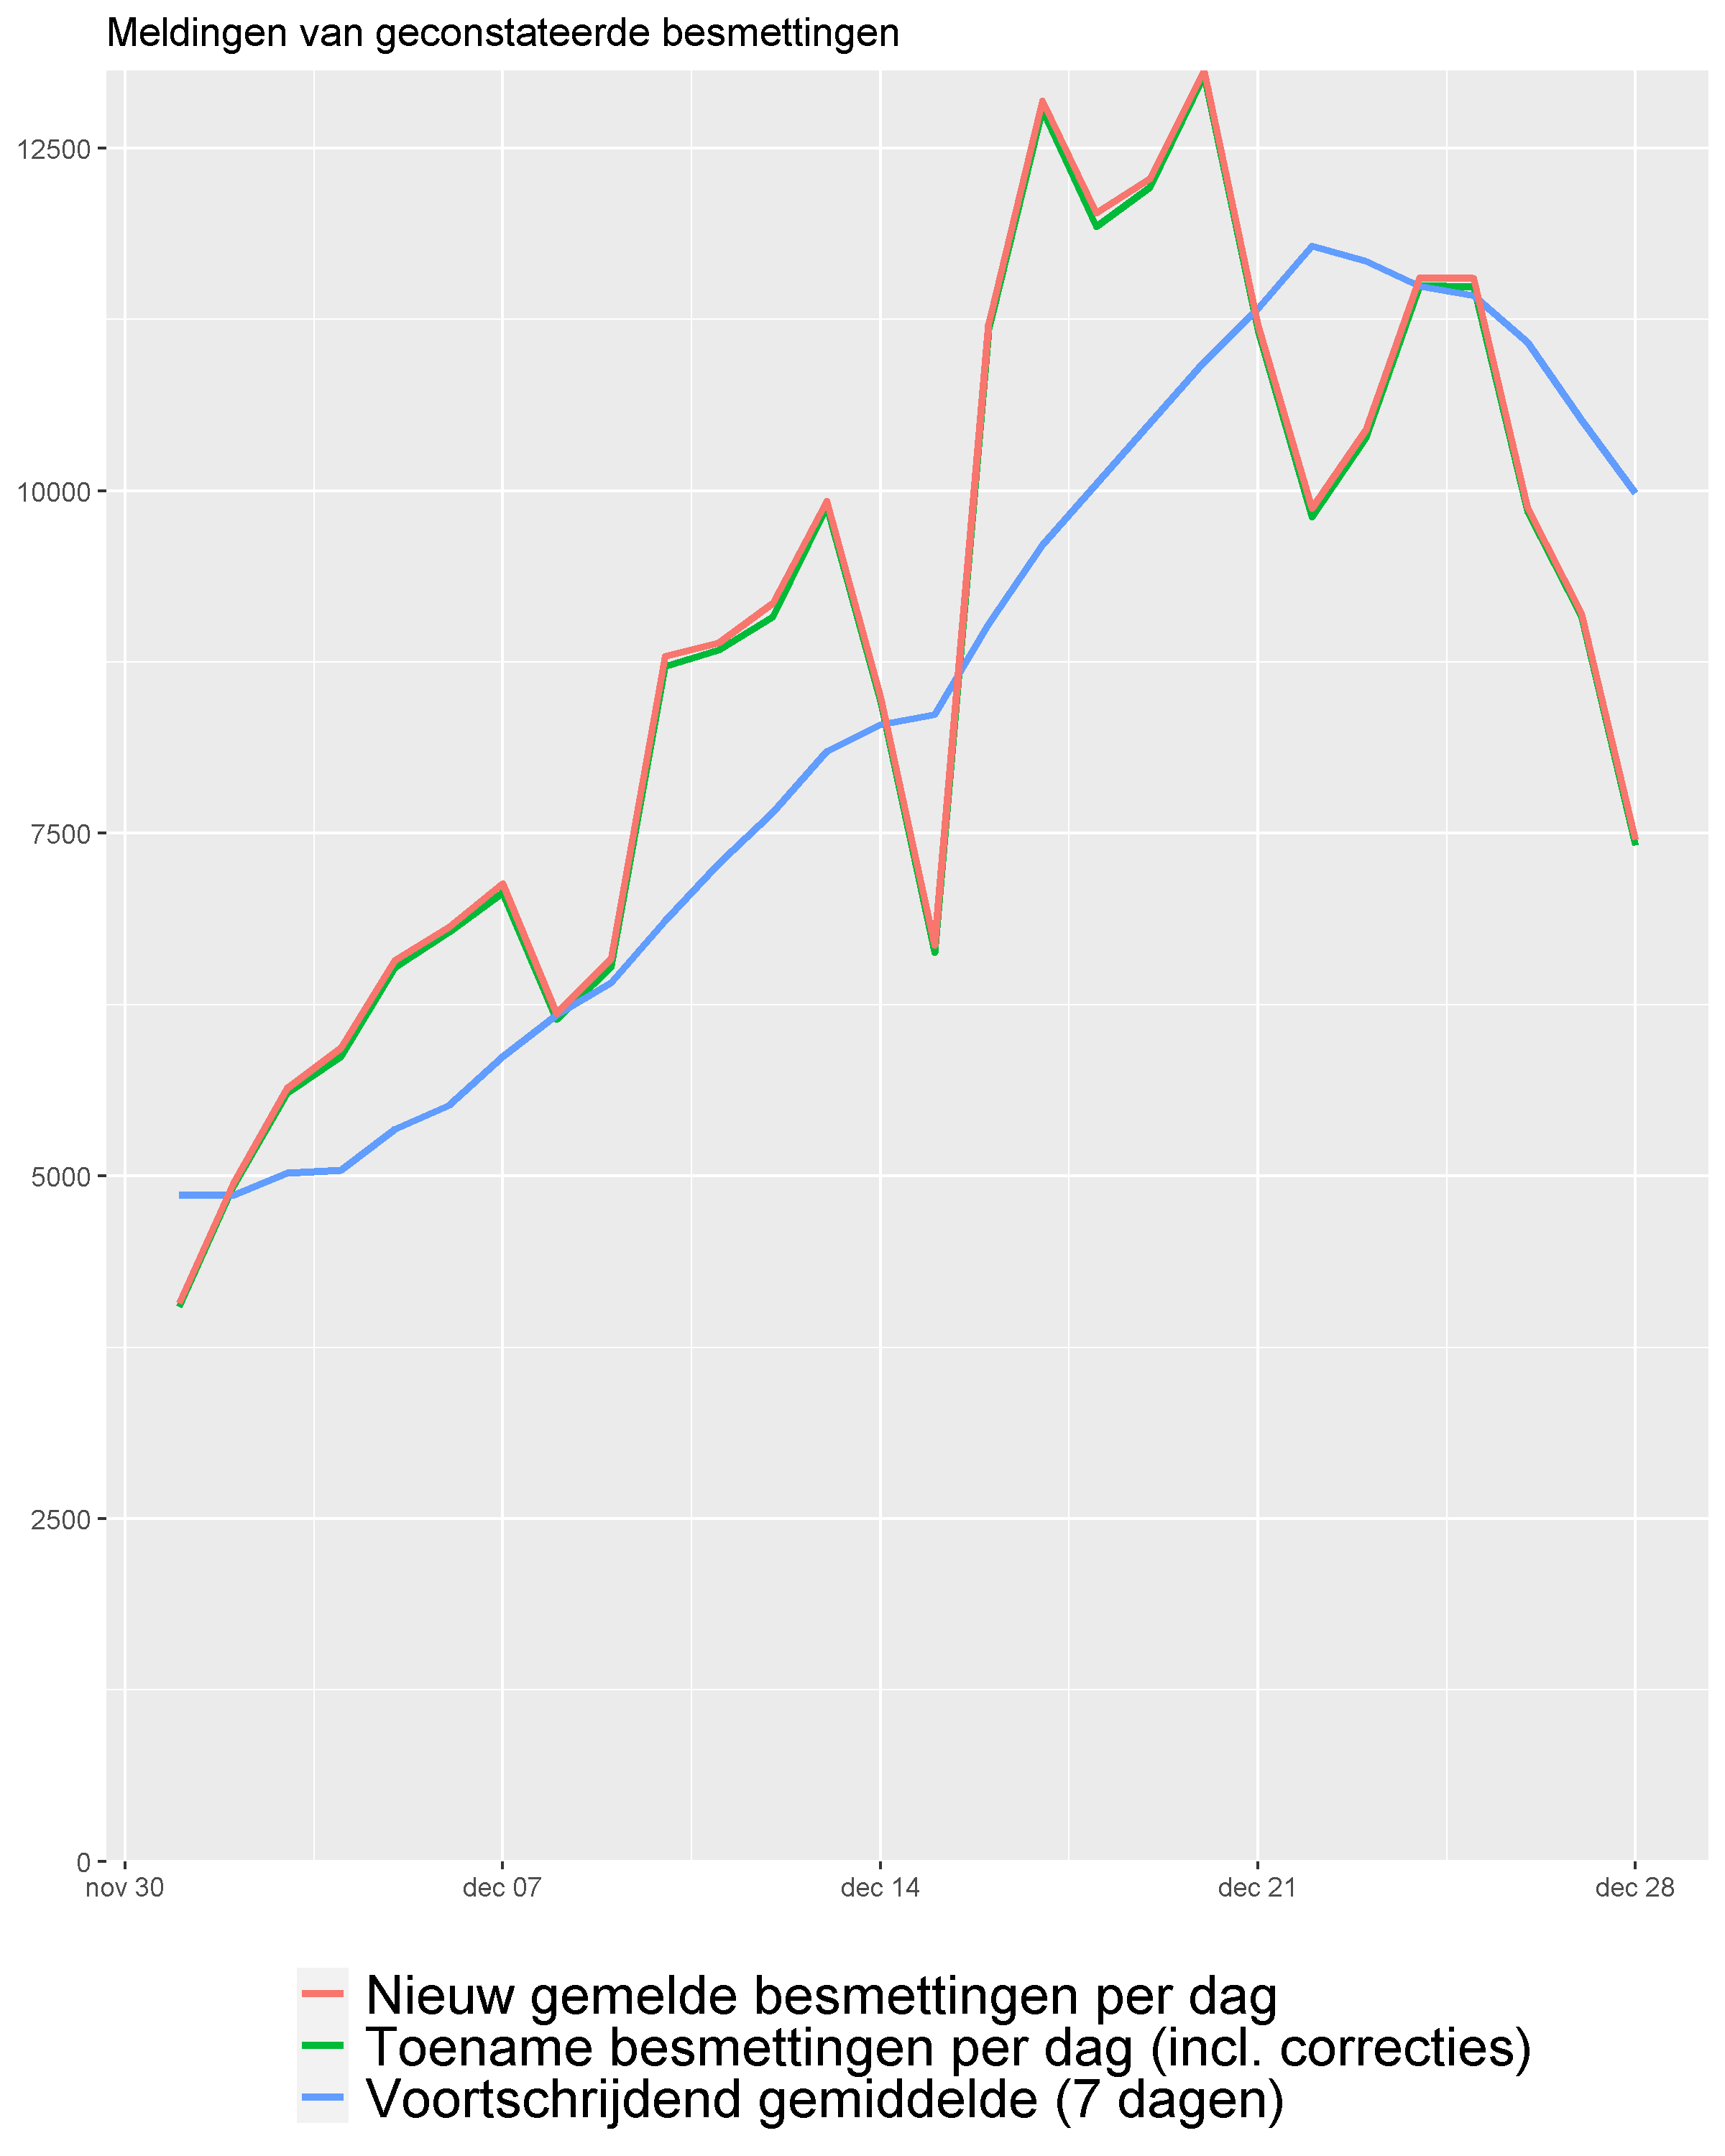 Meldingen van geconstateerde besmettingen
12500
10000
7500
5000
2500
0
nov 30
dec 07
dec 14
dec 21
dec 28
Nieuw gemelde besmettingen per dag
Toename besmettingen per dag (incl. correcties)
Voortschrijdend gemiddelde (7 dagen)